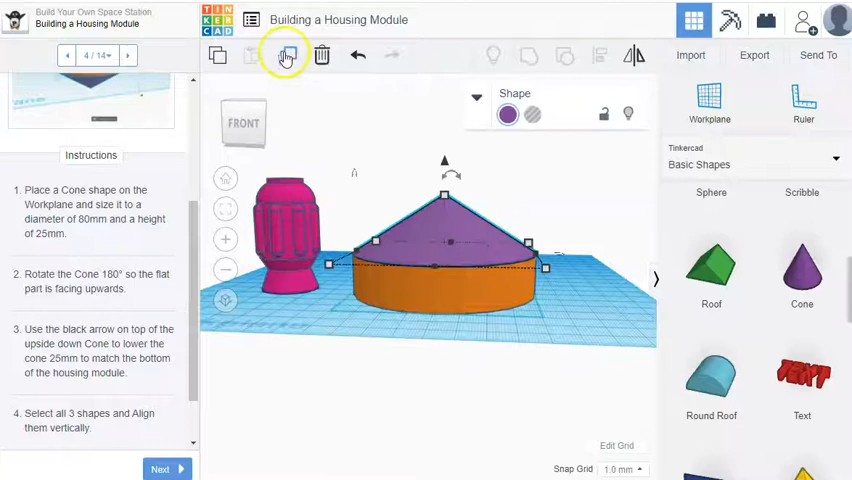 Build Your Own Space Station
Building a Housing Module
TIN
KER
CAD
Building a Housing Module
4 / 14
Import
Export
Send To
FRONT
Shape
Workplane
Ruler
Tinkercad
Basic Shapes
Sphere
Scribble
Instructions
1. Place a Cone shape on the
Workplane and size it to a
diameter of 80mm and a height
of 25mm.
2. Rotate the Cone 180° so the flat
part is facing upwards.
3. Use the black arrow on top of the
upside down Cone to lower the
cone 25mm to match the bottom
of the housing module.
4. Select all 3 shapes and Align
them vertically.
Next
Roof
Cone
TEXT
Round Roof
Text
Edit Grid
Snap Grid
1.0 mm